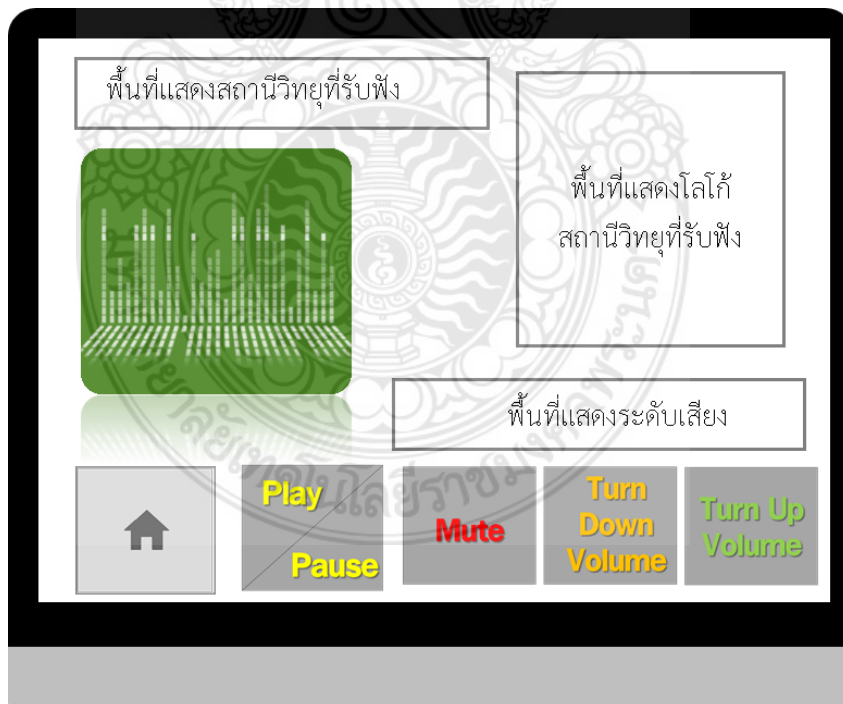 พื้นที่แสดงสถานีวิทยุที่รับฟัง
พื้นที่แสดงโลโก้
สถานีวิทยุที่รับฟัง
พื้นที่แสดงระดับเสียง
Play
Pause
Mute
Turn
Down
Volume
Turn Up
Volume